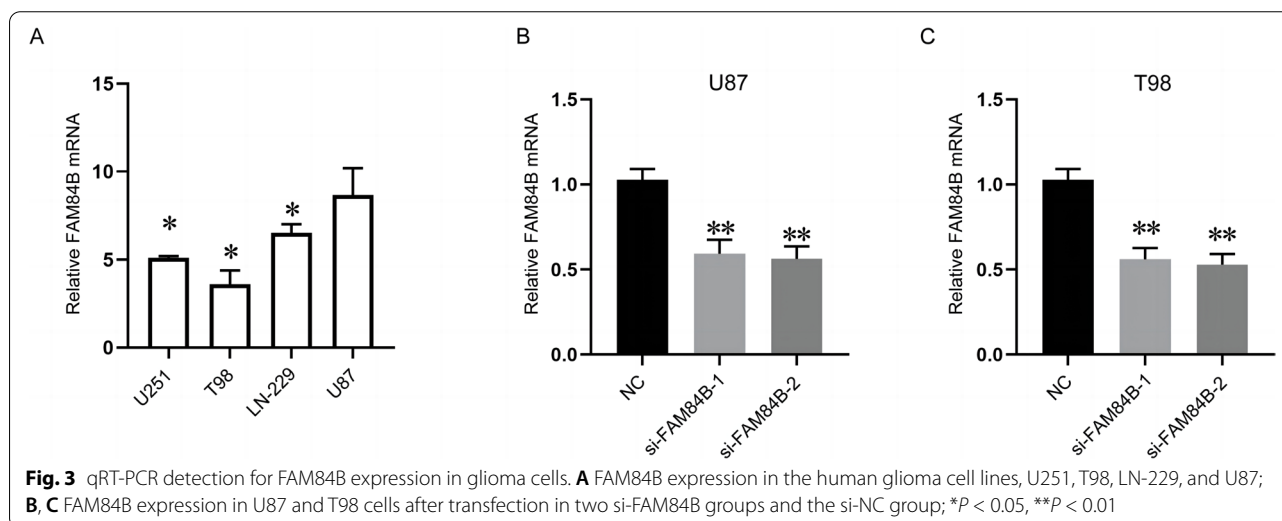 A
Relative FAM84B mRNA
15
10
5
0
*
*
*
U251
T98
LN-229
U87
B
U87
Relative FAM84B mRNA
1.5
1.0
0.5
0.0
**
**
NC
si-FAM84B-1
si-FAM84B-2
C
T98
Relative FAM84B mRNA
1.5
1.0
0.5
0.0
**
**
NC
si-FAM84B-1
si-FAM84B-2
Fig. 3 qRT-PCR detection for FAM84B expression in glioma cells. A FAM84B expression in the human glioma cell lines, U251, T98, LN-229, and U87;
B, C FAM84B expression in U87 and T98 cells after transfection in two si-FAM84B groups and the si-NC group; *P < 0.05, **P < 0.01